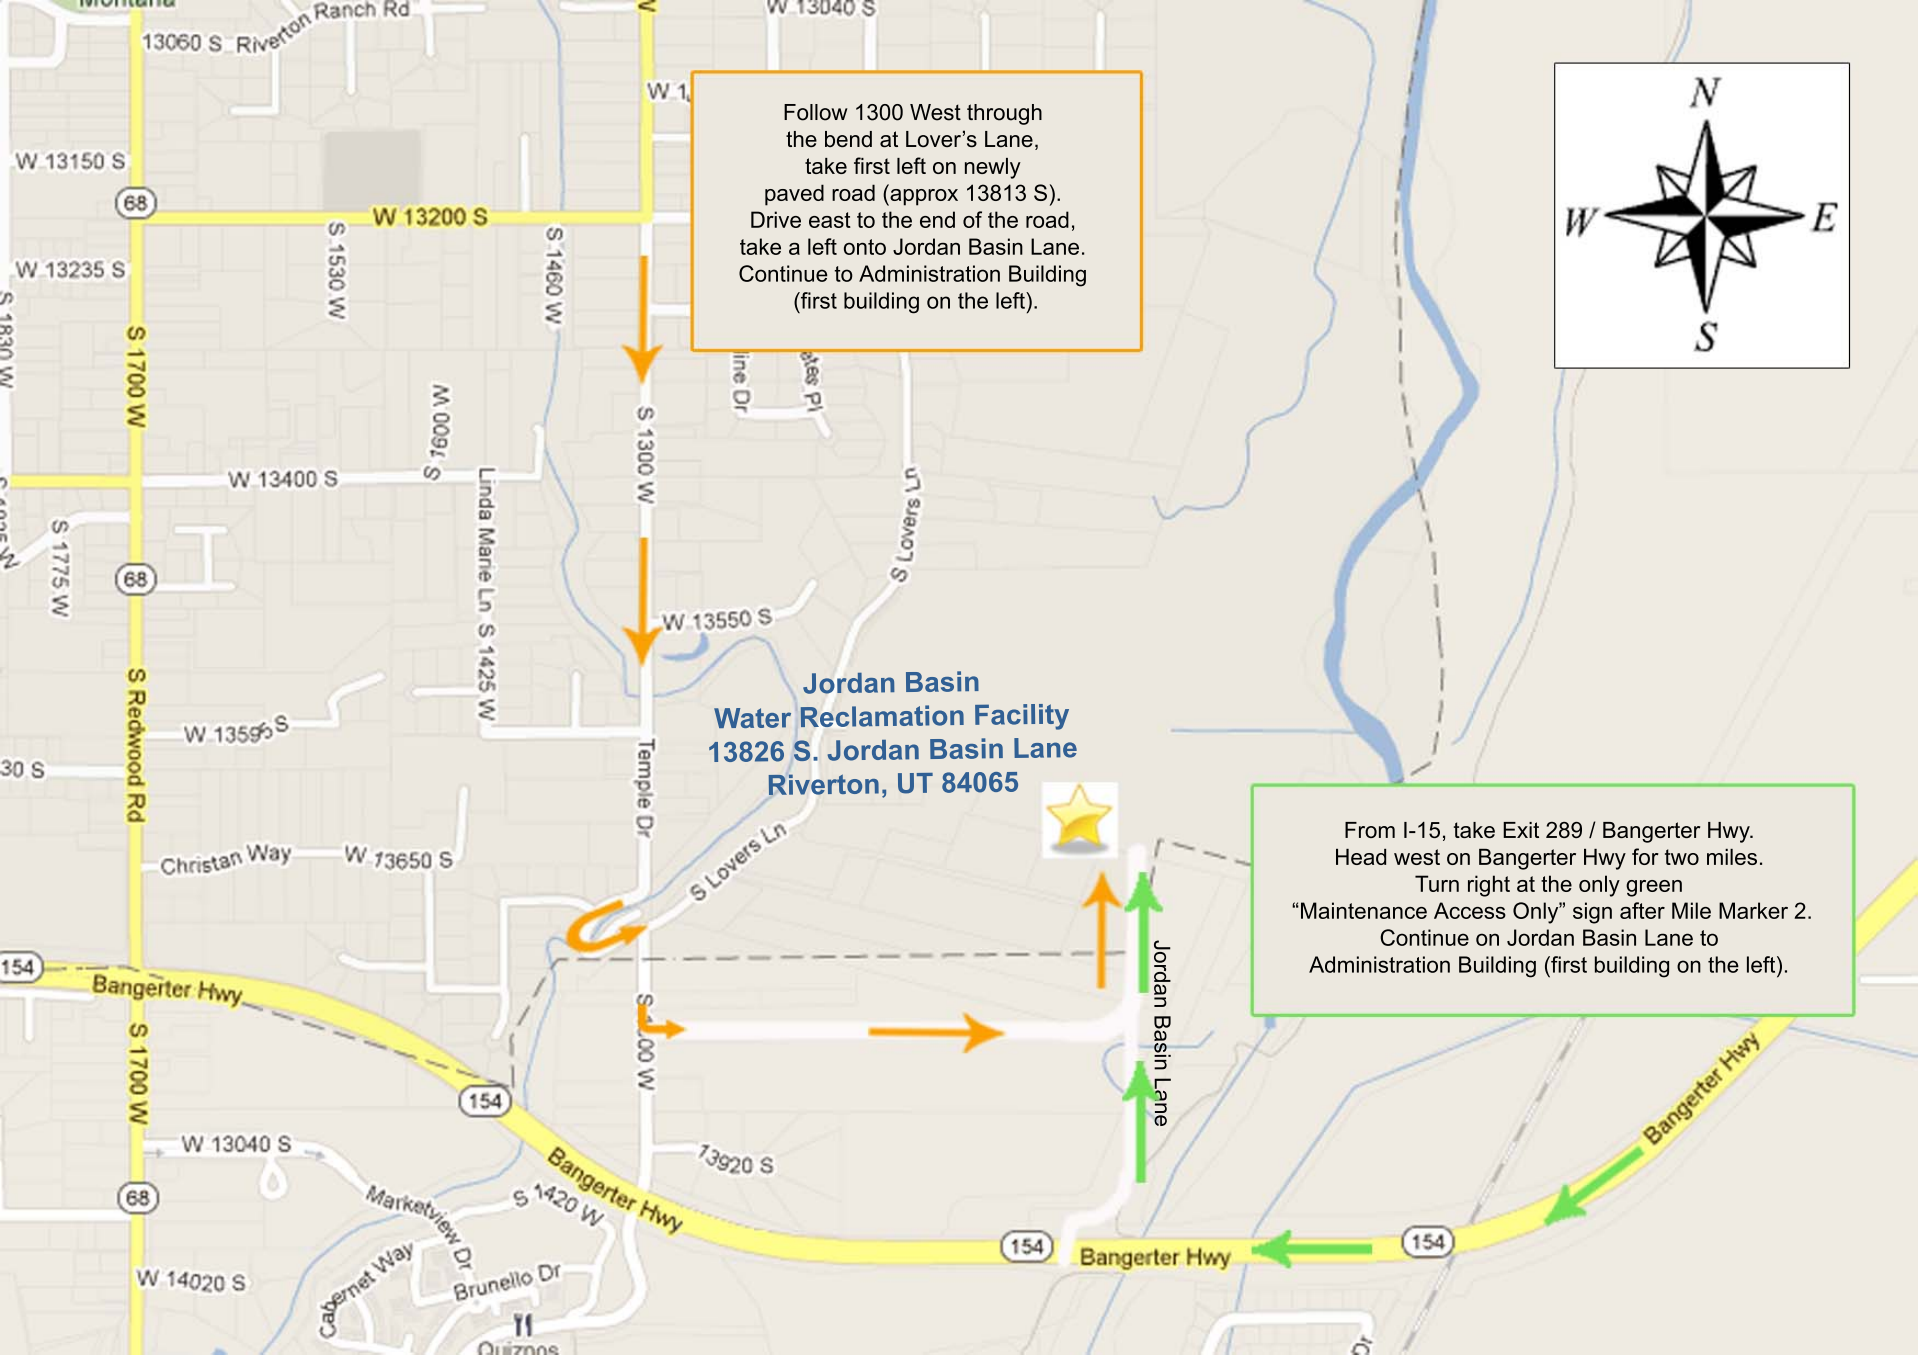 Montana
Riverton Ranch Rd
13060 S
W 13040 S
W 1
Follow 1300 West through
the bend at Lover’s Lane,
take first left on newly
paved road (approx 13813 S).
Drive east to the end of the road,
take a left onto Jordan Basin Lane.
Continue to Administration Building
(first building on the left).
N
W
E
S
W 13150 S
68
W 13200 S
S 1530 W
S 1460 W
W 13235 S
S 1830 W
S 1700 W
S 1600 W
S 1300 W
W 13400 S
Linda Marie Ln
S 1425 W
S Lovers Ln
S 1775 W
68
W 13550 S
S Redwood Rd
W 13595 S
30 S
Temple Dr
Jordan Basin
Water Reclamation Facility
13826 S. Jordan Basin Lane
Riverton, UT 84065
Christan Way
W 13650 S
S Lovers Ln
From I-15, take Exit 289 / Bangerter Hwy.
Head west on Bangerter Hwy for two miles.
Turn right at the only green
“Maintenance Access Only” sign after Mile Marker 2.
Continue on Jordan Basin Lane to
Administration Building (first building on the left).
154
Bangerter Hwy
Jordan Basin Lane
S 1700 W
154
Bangerter Hwy
W 13040 S
13920 S
68
Marketview Dr
S 1420 W
Bangerter Hwy
154
Bangerter Hwy
154
W 14020 S
Cabernet Way
Brunello Dr
Quiznos
Dr